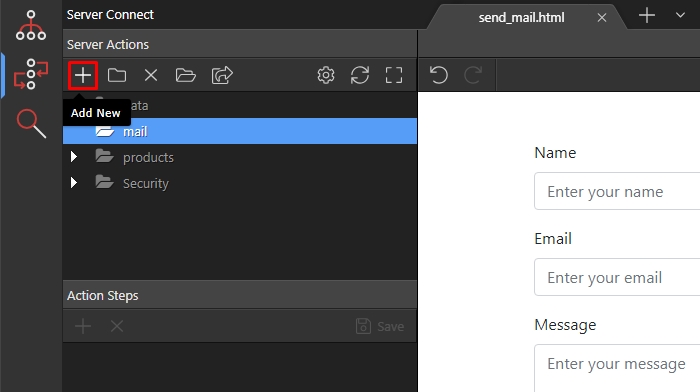 Server Connect
send_mail.html
Server Actions
Add New
ata
mail
products
Security
Name
Enter your name
Email
Enter your email
Action Steps
Save
Message
Enter your message